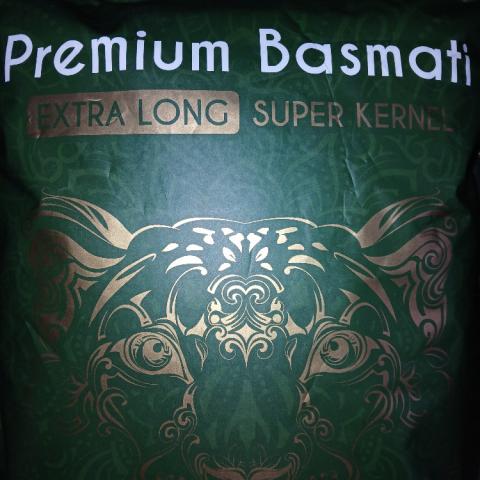 Premium Basmati
EXTRA LONG SUPER KERNEL